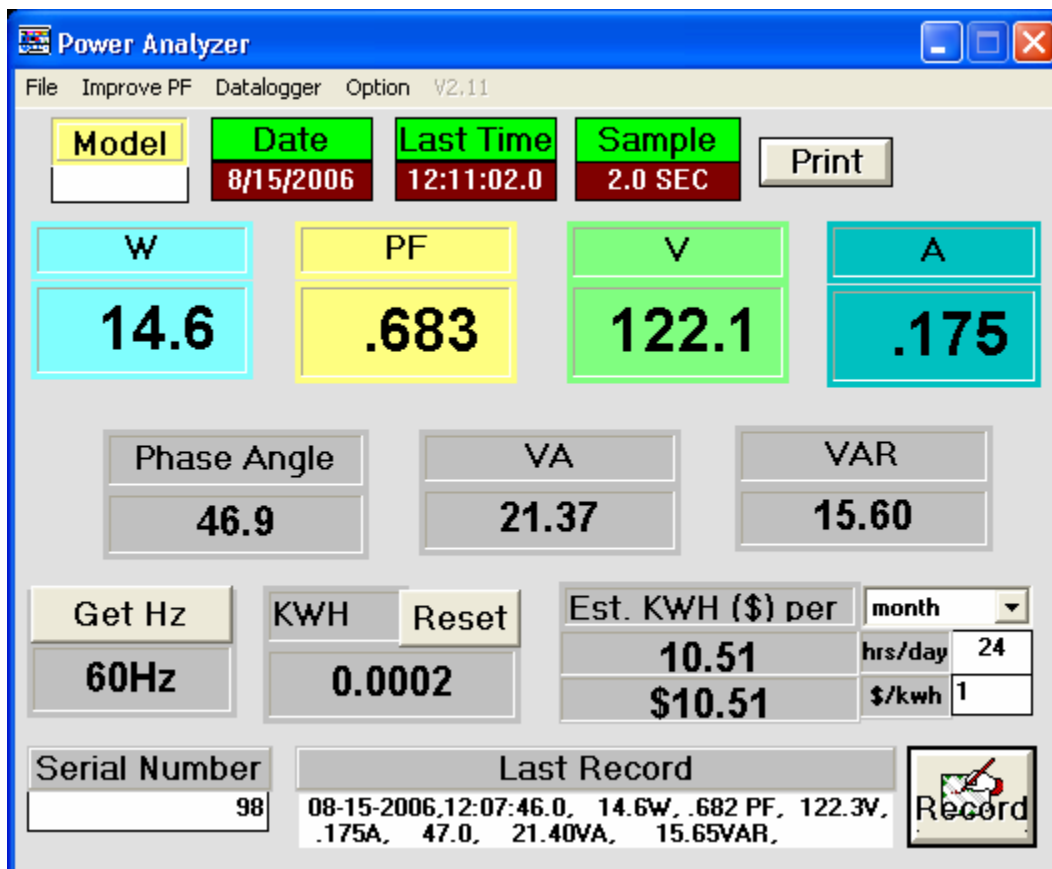 Power Analyzer
File Improve PF Datalogger Option V2.11
Model Date Last Time Sample Print
8/15/2006 12:11:02.0 2.0 SEC
W PF V A
14.6 .683 122.1 .175
Phase Angle VA VAR
46.9 21.37 15.60
Get Hz KWH Reset Est. KWH ($) per month
60Hz 0.0002 10.51 hrs/day 24
$10.51 $/kwh 1
Serial Number Last Record
98 08-15-2006,12:07:46.0, 14.6W, .682 PF, 122.3V,
.175A, 47.0, 21.40VA, 15.65VAR,
Record